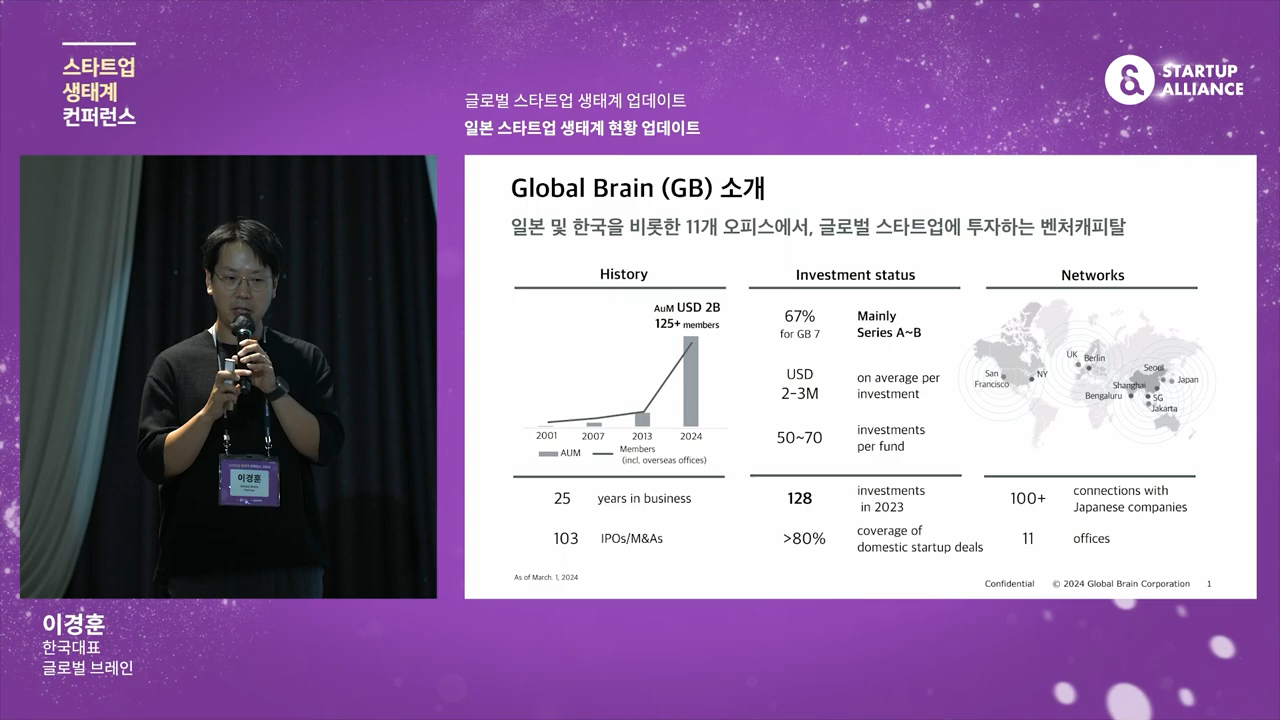 스타트업
생태계
컨퍼런스
글로벌 스타트업 생태계 업데이트
일본 스타트업 생태계 현황 업데이트
STARTUP
ALLIANCE
Global Brain (GB) 소개
일본 및 한국을 비롯한 11개 오피스에서, 글로벌 스타트업에 투자하는 벤처캐피탈
History
AuM USD 2B
125+ members
2001 2007 2013 2024
AUM
Members
(incl. overseas offices)
25 years in business
103 IPOs/M&As
Investment status
67%
for GB 7
Mainly
Series A~B
USD
2-3M
on average per
investment
50~70
investments
per fund
128
investments
in 2023
>80%
coverage of
domestic startup deals
Networks
San
Francisco
NY
UK
Berlin
Seoul
Japan
Shanghai
Bengaluru
SG
Jakarta
100+
connections with
Japanese companies
11 offices
As of March. 1, 2024
Confidential © 2024 Global Brain Corporation 1
이경훈
이경훈
한국대표
글로벌 브레인